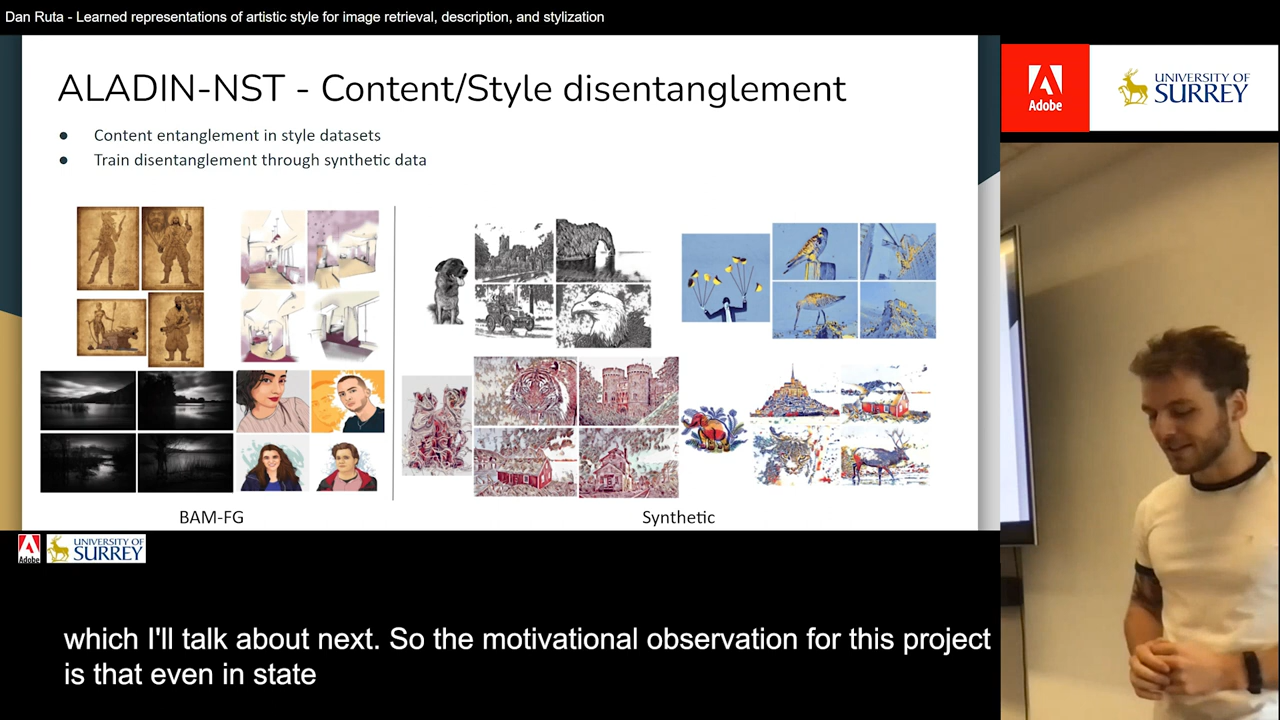 Dan Ruta - Learned representations of artistic style for image retrieval, description, and stylization
ALADIN-NST - Content/Style disentanglement
● Content entanglement in style datasets
● Train disentanglement through synthetic data
BAM-FG
Synthetic
Adobe
UNIVERSITY OF
SURREY
Adobe
UNIVERSITY OF
SURREY
which I'll talk about next. So the motivational observation for this project
is that even in state